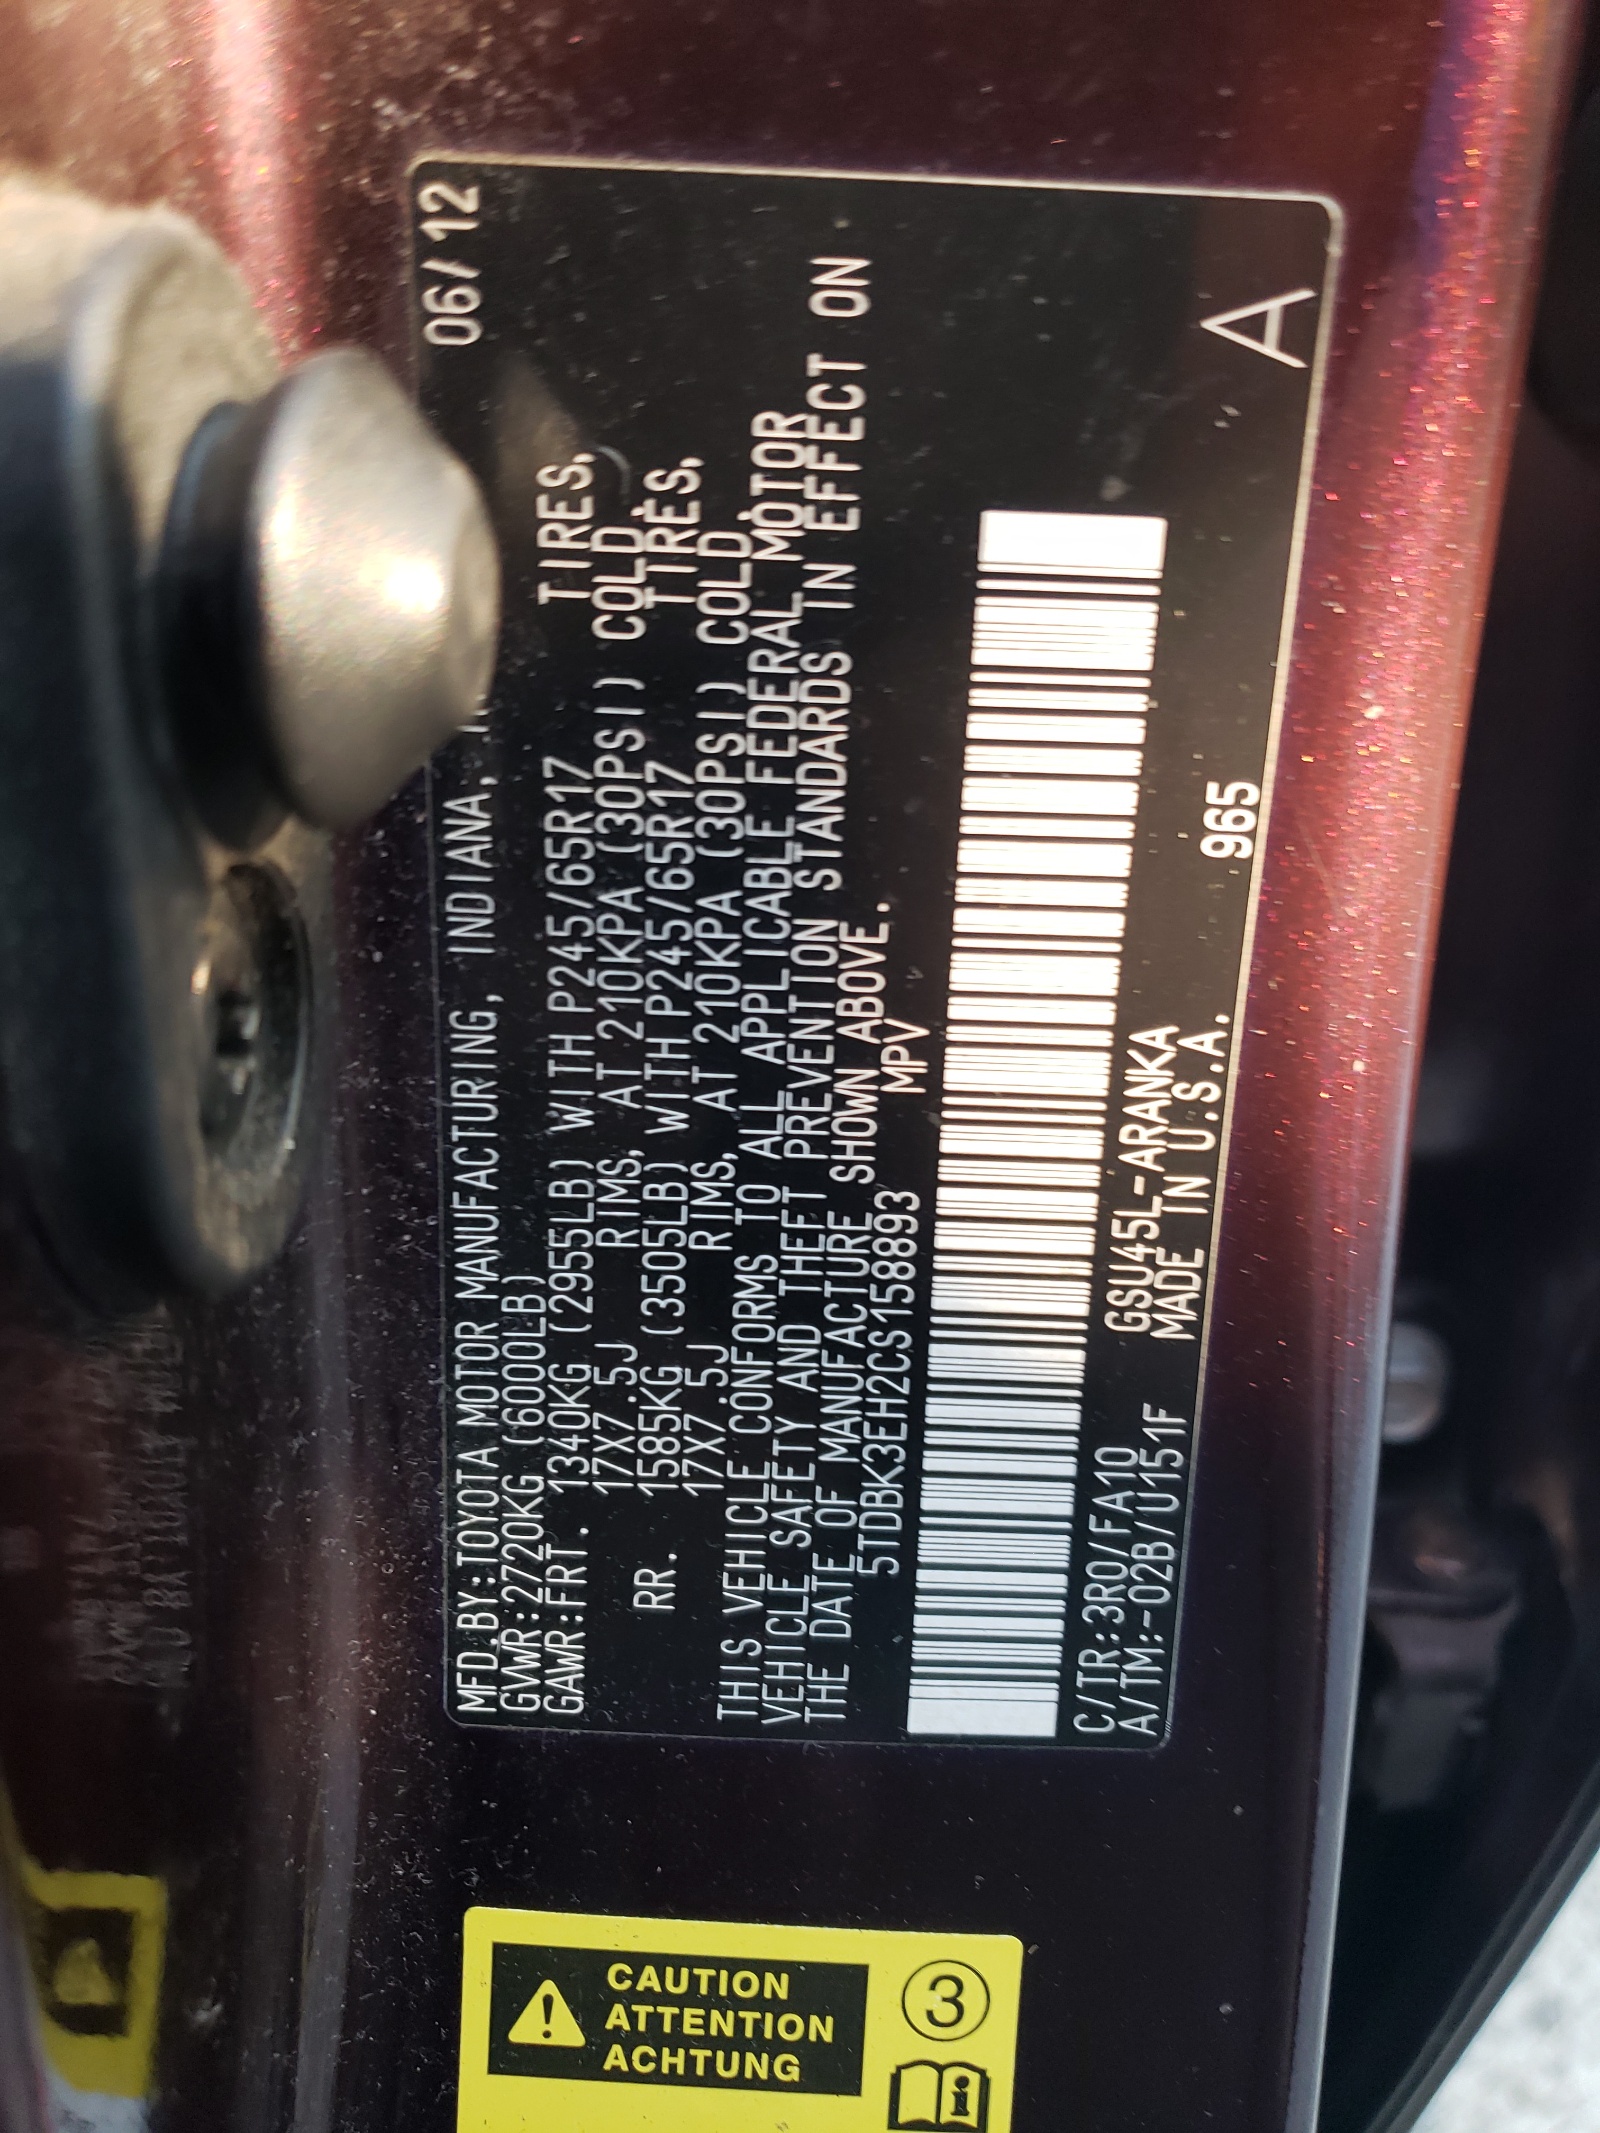 06/12
MFD.BY:TOYOTA MOTOR MANUFACTURING, INDIANA,
GVWR:2720KG (6000LB)
GAWR:FRT. 1340KG (2955LB) WITH P245/65R17 TIRES,
17X7.5J RIMS, AT 210KPA (30PSI) COLD.
RR. 1585KG (3505LB) WITH P245/65R17 TIRES,
17X7.5J RIMS, AT 210KPA (30PSI) COLD.
THIS VEHICLE CONFORMS TO ALL APPLICABLE FEDERAL MOTOR
VEHICLE SAFETY AND THEFT PREVENTION STANDARDS IN EFFECT ON
THE DATE OF MANUFACTURE SHOWN ABOVE.
5TDBK3EH2CS158893 MPV
C/TR:3R0/FA10 GSU45L-ARANKA
A/TM:-02B/U151F MADE IN U.S.A. 965
A
CAUTION
ATTENTION
ACHTUNG
3